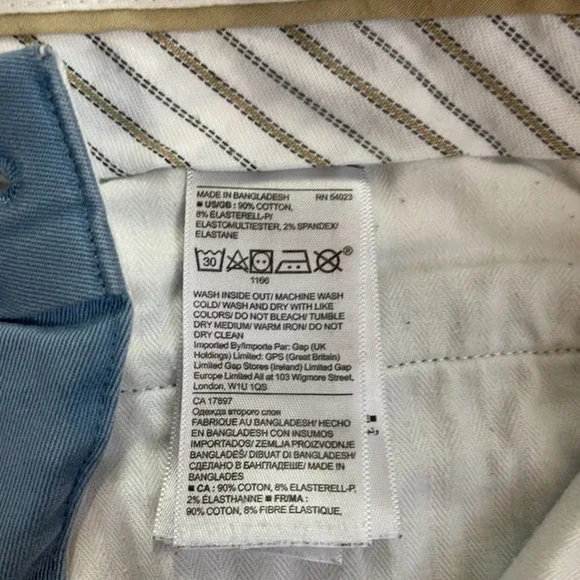 MADE IN BANGLADESH RN 54023
■ US/GB : 90% COTTON,
8% ELASTERELL-P/
ELASTOMULTIESTER, 2% SPANDEX/
ELASTANE
30
®
1166
WASH INSIDE OUT/ MACHINE WASH
COLD/ WASH AND DRY WITH LIKE
COLORS/ DO NOT BLEACH/ TUMBLE
DRY MEDIUM/ WARM IRON/ DO NOT
DRY CLEAN
Imported By/Importe Par: Gap (UK
Holdings) Limited: GPS (Great Britain)
Limited Gap Stores (Ireland) Limited Gap
Europe Limited All at 103 Wigmore Street,
London, W1U 1QS
CA 17897
Одежда второго слоя
FABRIQUE AU BANGLADESH/ HECHO
EN BANGLADESH CON INSUMOS
IMPORTADOS/ ZEMLJA PROIZVODNJE
BANGLADEŠ/ DIBUAT DI BANGLADESH/
СДЕЛАНО В БАНГЛАДЕШЕ/ MADE IN
BANGLADES
■ CA : 90% COTON, 8% ELASTERELL-P,
2% ÉLASTHANNE ■ FR/MA :
90% COTON, 8% FIBRE ÉLASTIQUE,